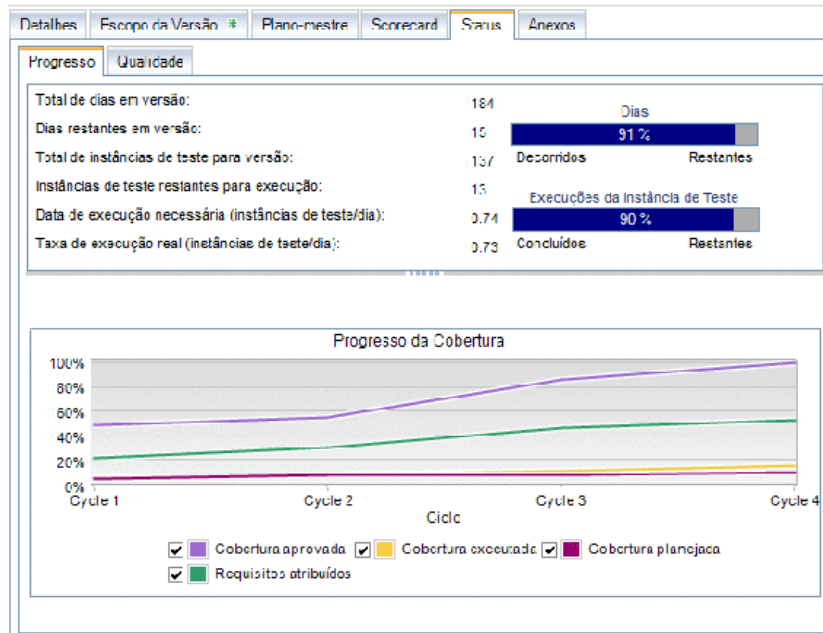 Detalhes Escopo da Versão * Plano-mestre Scorecard Status Anexos
Progresso Qualidade
Total de dias em versão: 184
Dias restantes em versão: 15
Total de instâncias de teste para versão: 137
Instâncias de teste restantes para execução: 13
Data de execução necessária (instâncias de teste/dia): 0.74
Taxa de execução real (instâncias de teste/dia): 0.73
Dias
91 %
Decorridos Restantes
Execuções da Instância de Teste
90 %
Concluídos Restantes
Progresso da Cobertura
100%
80%
60%
40%
20%
0%
Cycle 1 Cycle 2 Cycle 3 Cycle 4
Ciclo
Cobertura aprovada Cobertura executada Cobertura planejada
Requisitos atribuídos